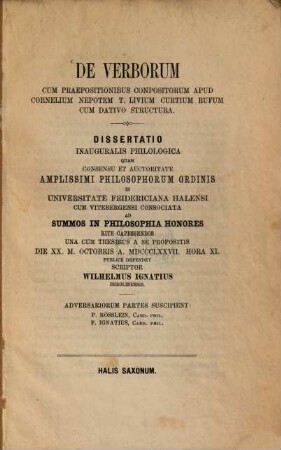 DE VERBORUM
CUM PRAEPOSITIONIBUS CONPOSITORUM APUD
CORNELIUM NEPOTEM T. LIVIUM CURTIUM RUFUM
CUM DATIVO STRUCTURA.
DISSERTATIO
INAUGURALIS PHILOLOGICA
QUAM
CONSENSU ET AUCTORITATE
AMPLISSIMI PHILOSOPHORUM ORDINIS
IN
UNIVERSITATE FRIDERICIANA HALENSI
CUM VITEBERGENSI CONSOCIATA
AD
SUMMOS IN PHILOSOPHIA HONORES
RITE CAPESSENDOS
UNA CUM THESIBUS A SE PROPOSITIS
DIE XX. M. OCTOBRIS A. MDCCCLXXVII. HORA XI.
PUBLICE DEFENDET
SCRIPTOR
WILHELMUS IGNATIUS
BEROLINENSIS.
ADVERSARIORUM PARTES SUSCIPIENT
P. RÖSSLEIN, CAND. PHIL.
F. IGNATIUS, CAND. PHIL.
HALIS SAXONUM.